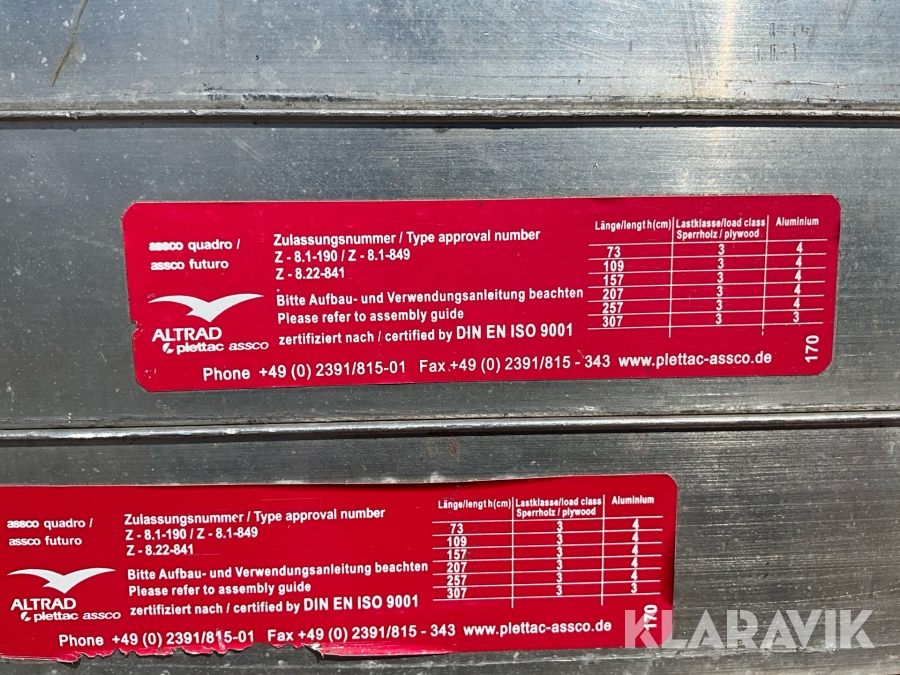 assco quadro /
assco futuro
ALTRAD
plettac assco
Zulassungsnummer / Type approval number
Z - 8.1-190 / Z - 8.1-849
Z - 8.22-841
Bitte Aufbau- und Verwendungsanleitung beachten
Please refer to assembly guide
zertifiziert nach / certified by DIN EN ISO 9001
Länge/length(cm) Lastklasse/load class Aluminium
Sperrholz / plywood
73 3 4
109 3 4
157 3 4
207 3 4
257 3 4
307 3 3
170
Phone +49 (0) 2391/815-01 Fax +49 (0) 2391/815 - 343 www.plettac-assco.de
assco quadro /
assco futuro
ALTRAD
plettac assco
Zulassungsnummer / Type approval number
Z - 8.1-190 / Z - 8.1-849
Z - 8.22-841
Bitte Aufbau- und Verwendungsanleitung beachten
Please refer to assembly guide
zertifiziert nach / certified by DIN EN ISO 9001
Länge/length(cm) Lastklasse/load class Aluminium
Sperrholz / plywood
73 3 4
109 3 4
157 3 4
207 3 4
257 3 4
307 3 3
170
Phone +49 (0) 2391/815-01 Fax +49 (0) 2391/815 - 343 www.plettac-assco.de
KLARAVIK